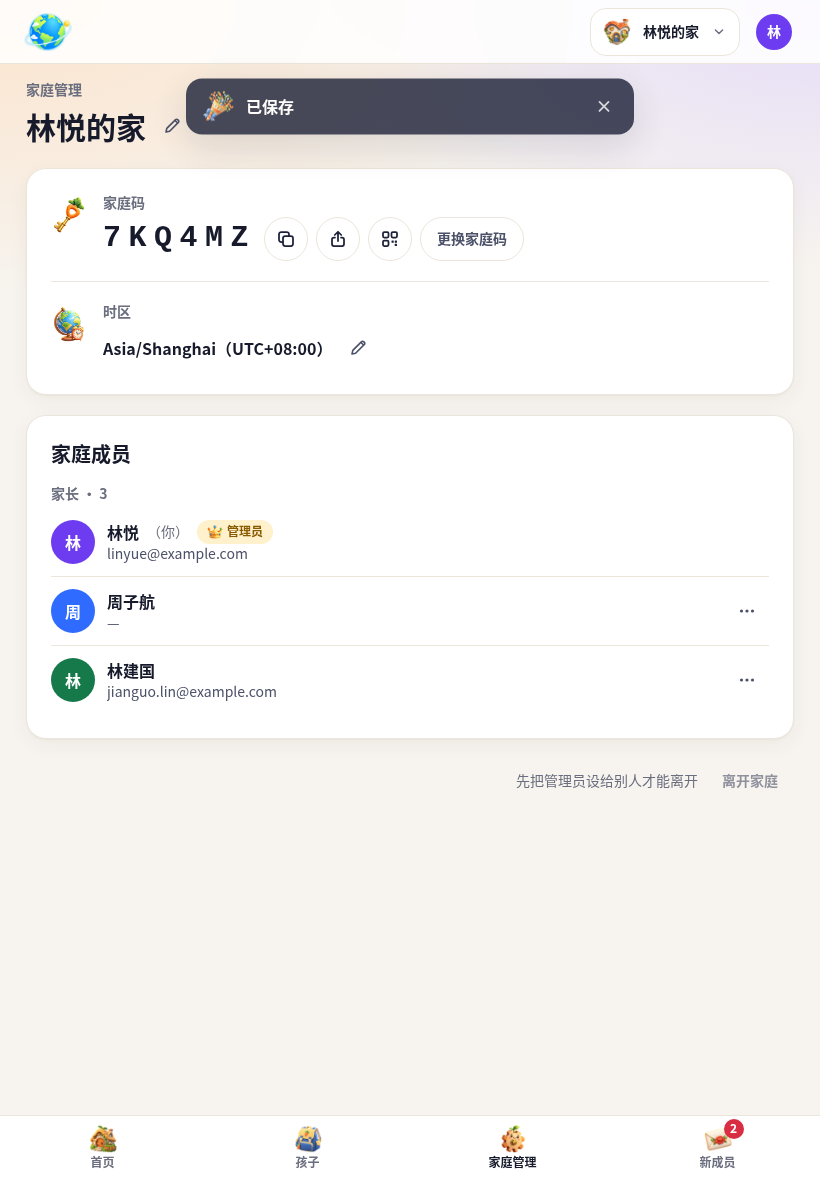 林悦的家
林
家庭管理
林悦的家
已保存
家庭码
7KQ4MZ
更换家庭码
时区
Asia/Shanghai（UTC+08:00）
家庭成员
家长 · 3
林
林悦 （你） 管理员
linyue@example.com
周
周子航
—
林
林建国
jianguo.lin@example.com
先把管理员设给别人才能离开 离开家庭
首页
孩子
家庭管理
2
新成员